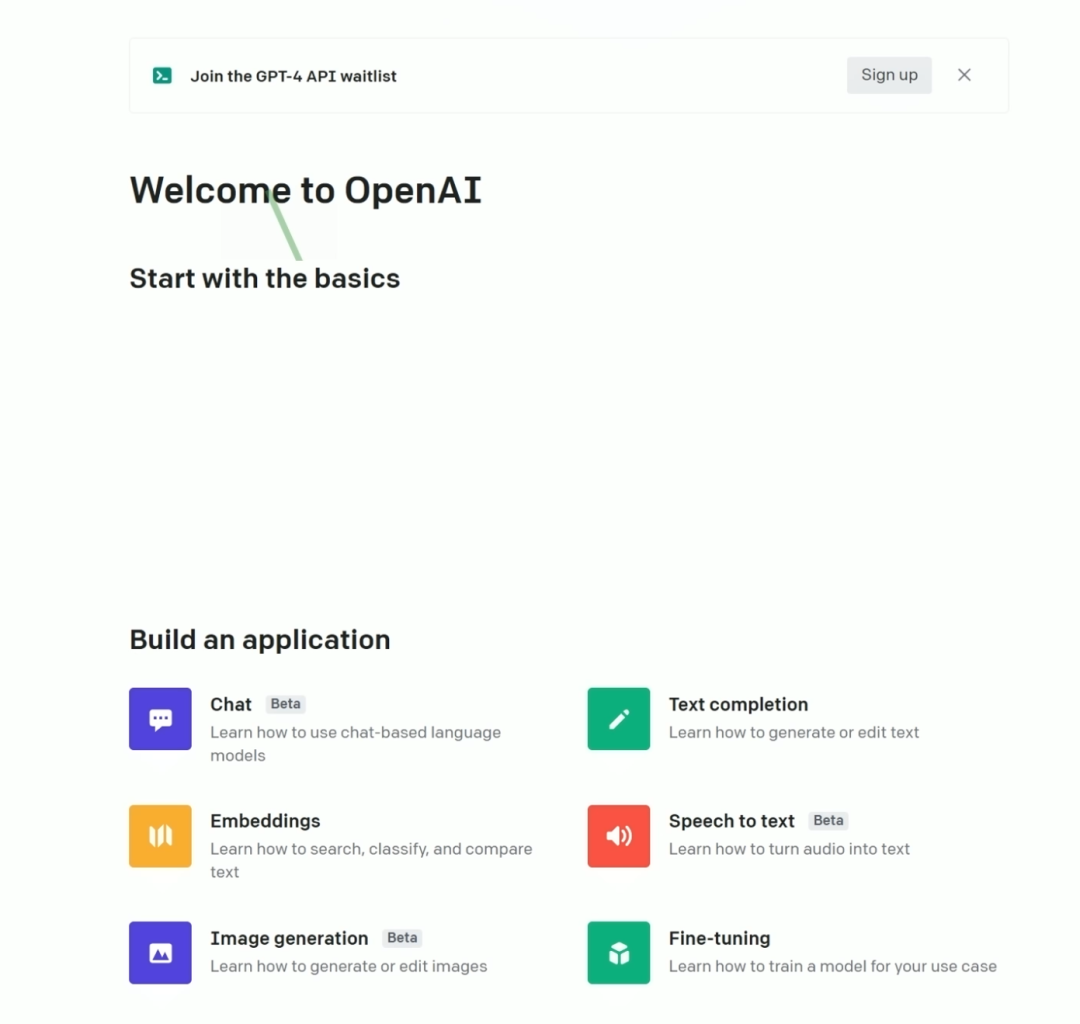 Join the GPT-4 API waitlist
Sign up
Welcome to OpenAI
Start with the basics
Build an application
Chat Beta
Learn how to use chat-based language
models
Text completion
Learn how to generate or edit text
Embeddings
Learn how to search, classify, and compare
text
Speech to text Beta
Learn how to turn audio into text
Image generation Beta
Learn how to generate or edit images
Fine-tuning
Learn how to train a model for your use case